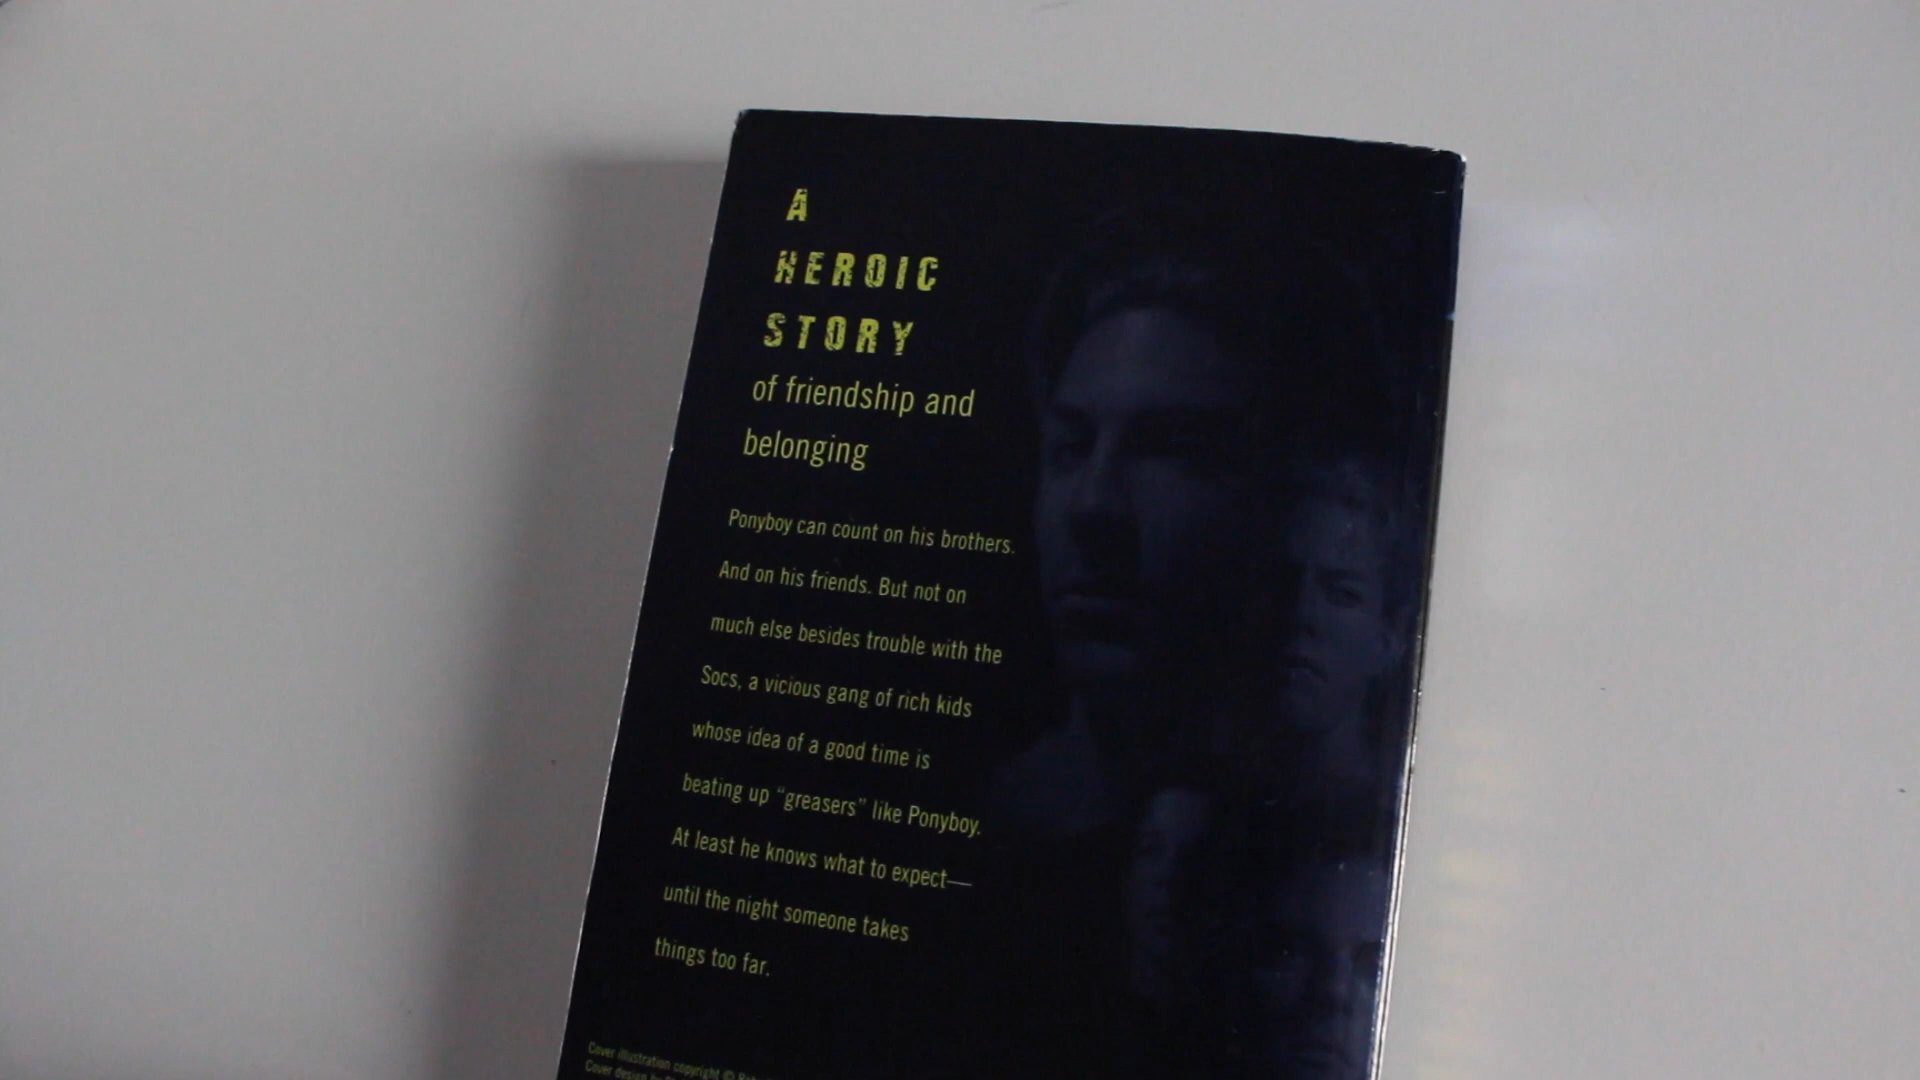 A
HEROIC
STORY
of friendship and
belonging
Ponyboy can count on his brothers.
And on his friends. But not on
much else besides trouble with the
Socs, a vicious gang of rich kids
whose idea of a good time is
beating up “greasers” like Ponyboy.
At least he knows what to expect—
until the night someone takes
things too far.
Cover illustration copyright ©
Cover design by